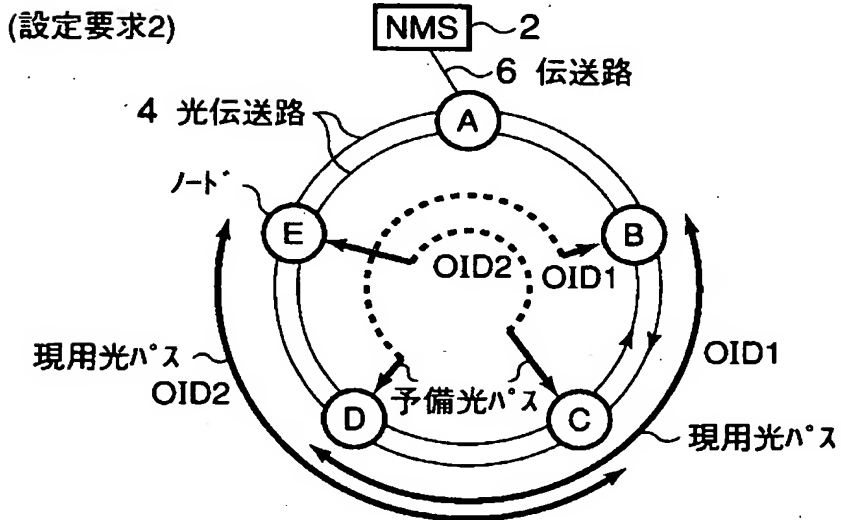 (設定要求2)
NMS
2
6 伝送路
4 光伝送路
A
ノード
E
B
OID2
OID1
現用光パス
OID2
OID1
D
予備光パス
C
現用光パス